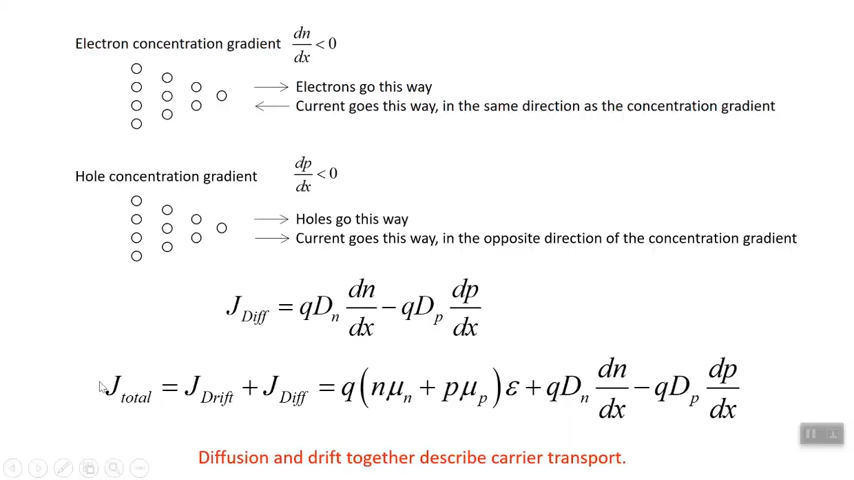 Electron concentration gradient dn/dx < 0
Electrons go this way
Current goes this way, in the same direction as the concentration gradient
Hole concentration gradient dp/dx < 0
Holes go this way
Current goes this way, in the opposite direction of the concentration gradient
J_Diff = qD_n dn/dx − qD_p dp/dx
J_total = J_Drift + J_Diff = q(nμ_n + pμ_p)ε + qD_n dn/dx − qD_p dp/dx
Diffusion and drift together describe carrier transport.